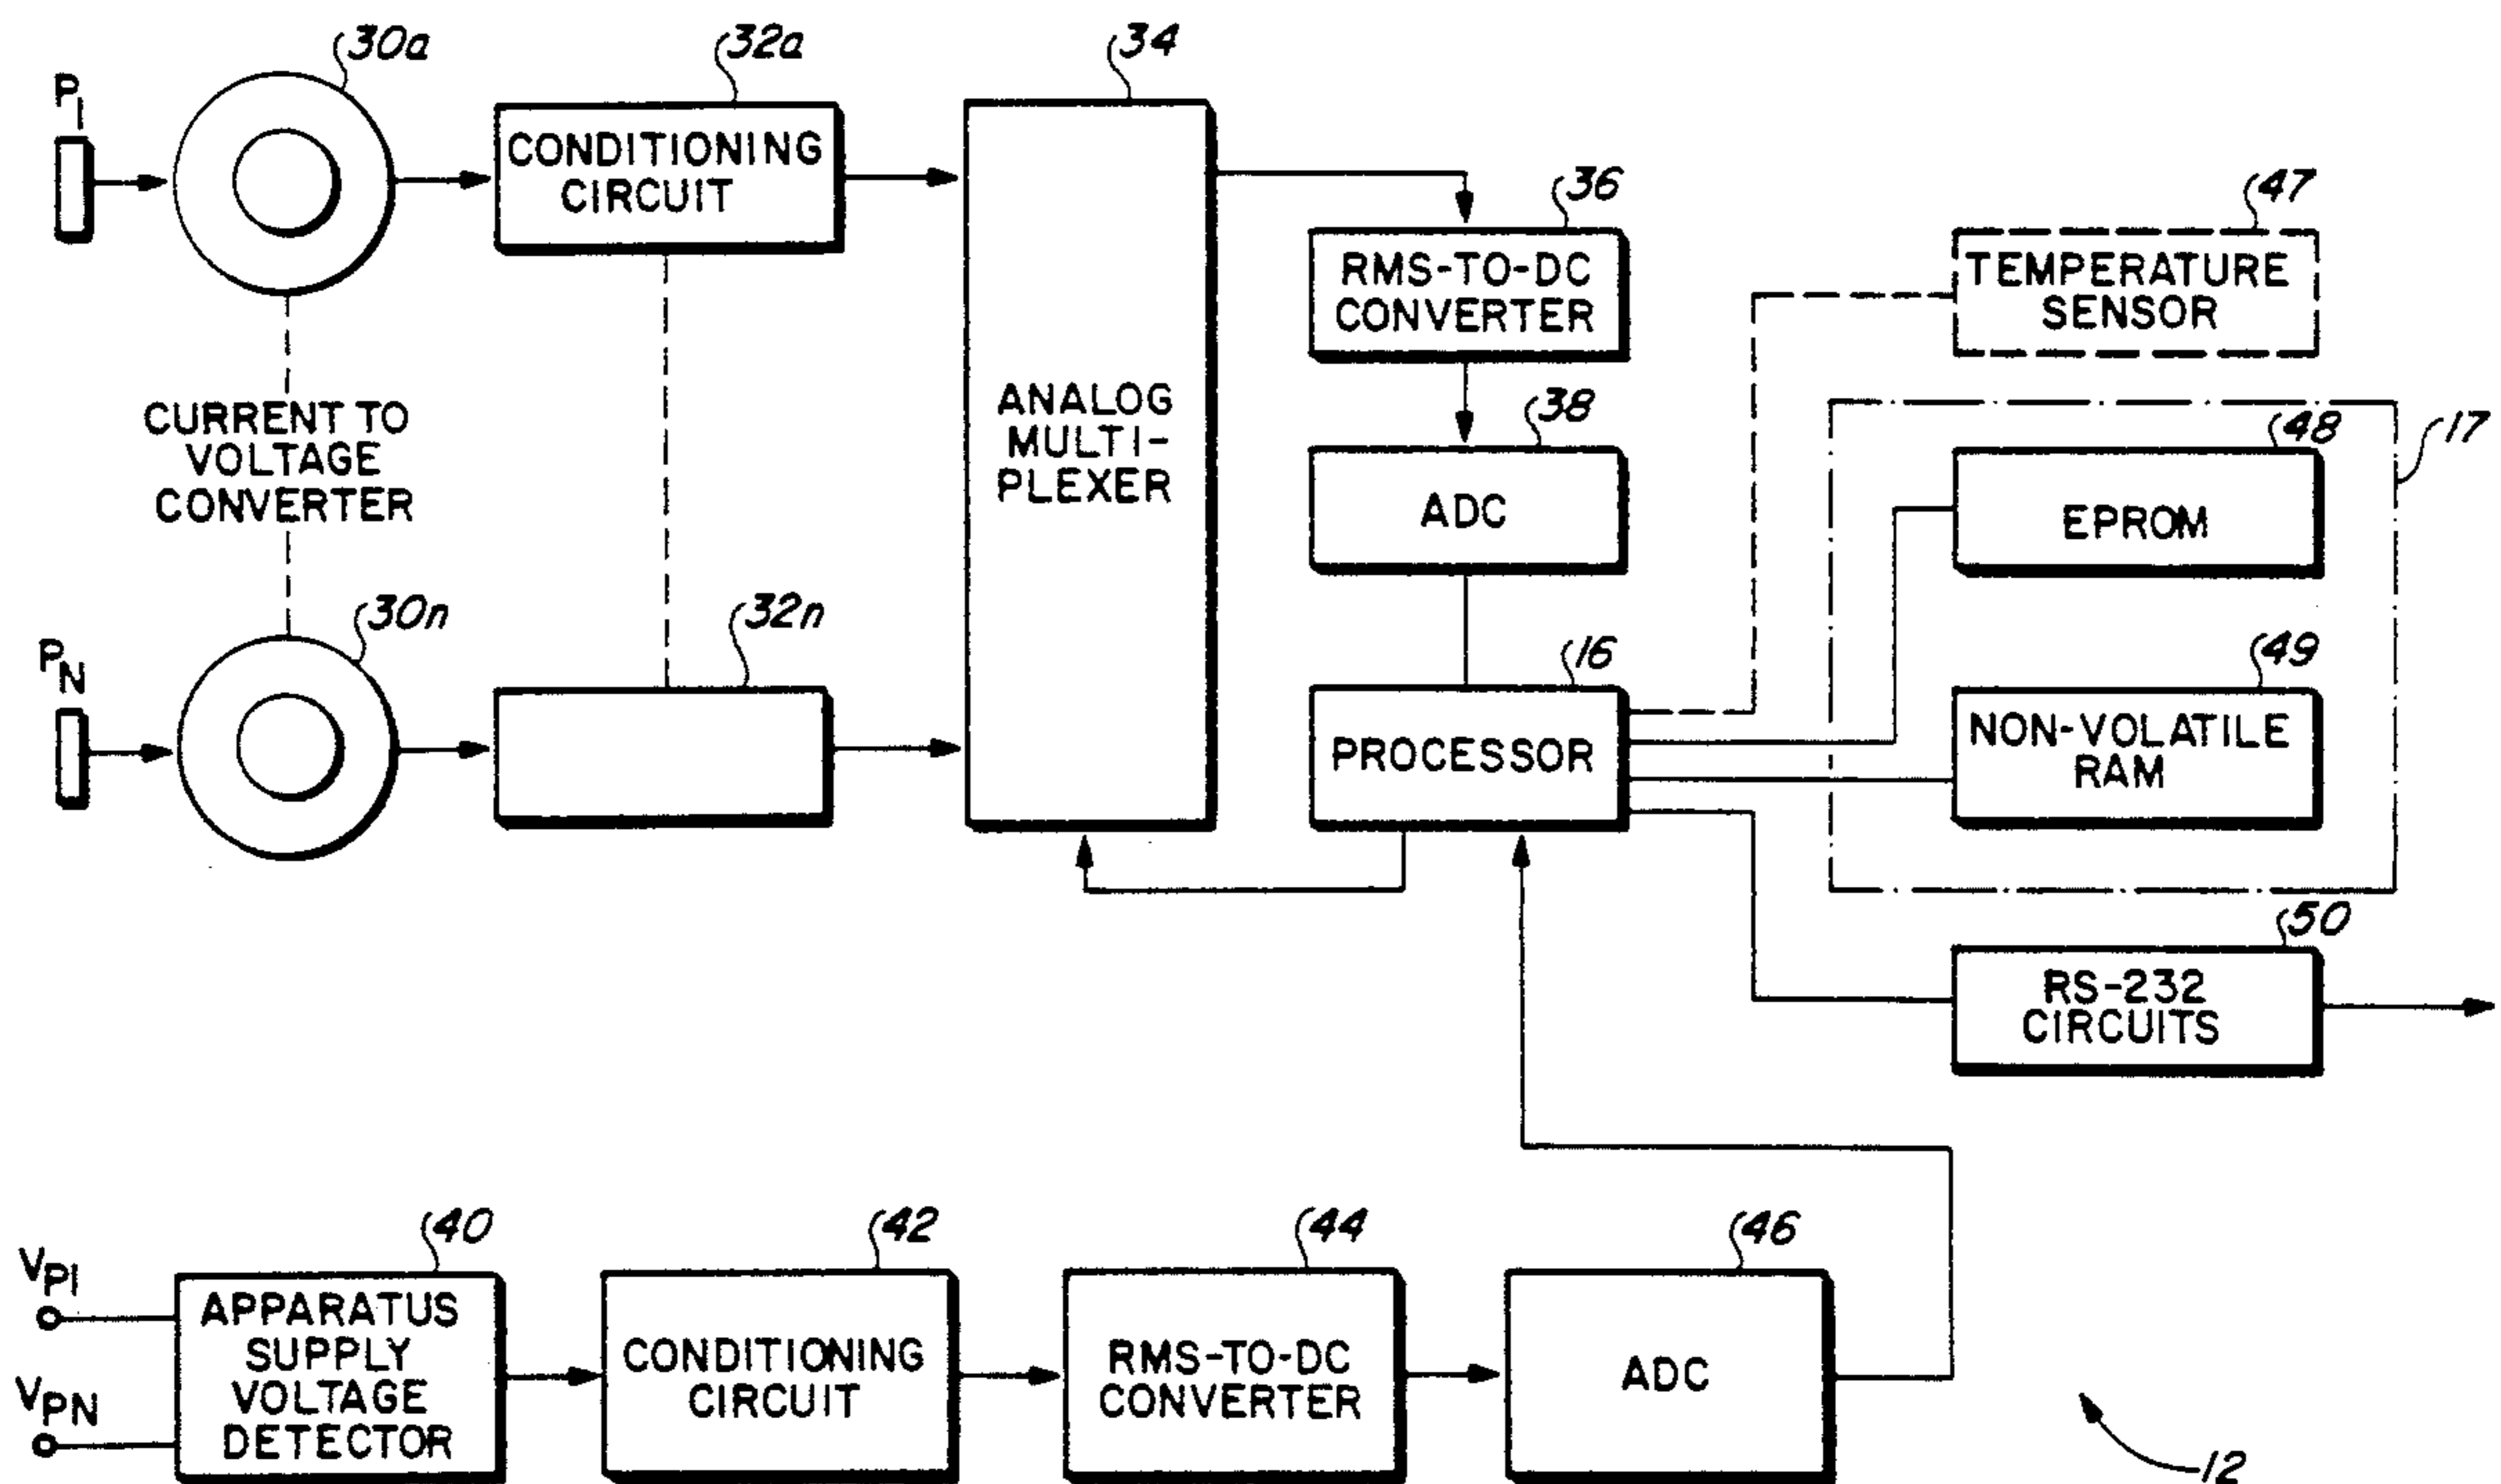 30a
32a
34
P1
CONDITIONING
CIRCUIT
36
47
RMS-TO-DC
CONVERTER
TEMPERATURE
SENSOR
CURRENT TO
VOLTAGE
CONVERTER
ANALOG
MULTI-
PLEXER
38
48
17
ADC
EPROM
30n
32n
PN
16
49
PROCESSOR
NON-VOLATILE
RAM
50
RS-232
CIRCUITS
40
42
44
46
VP1
APPARATUS
SUPPLY
VOLTAGE
DETECTOR
CONDITIONING
CIRCUIT
RMS-TO-DC
CONVERTER
ADC
VPN
12